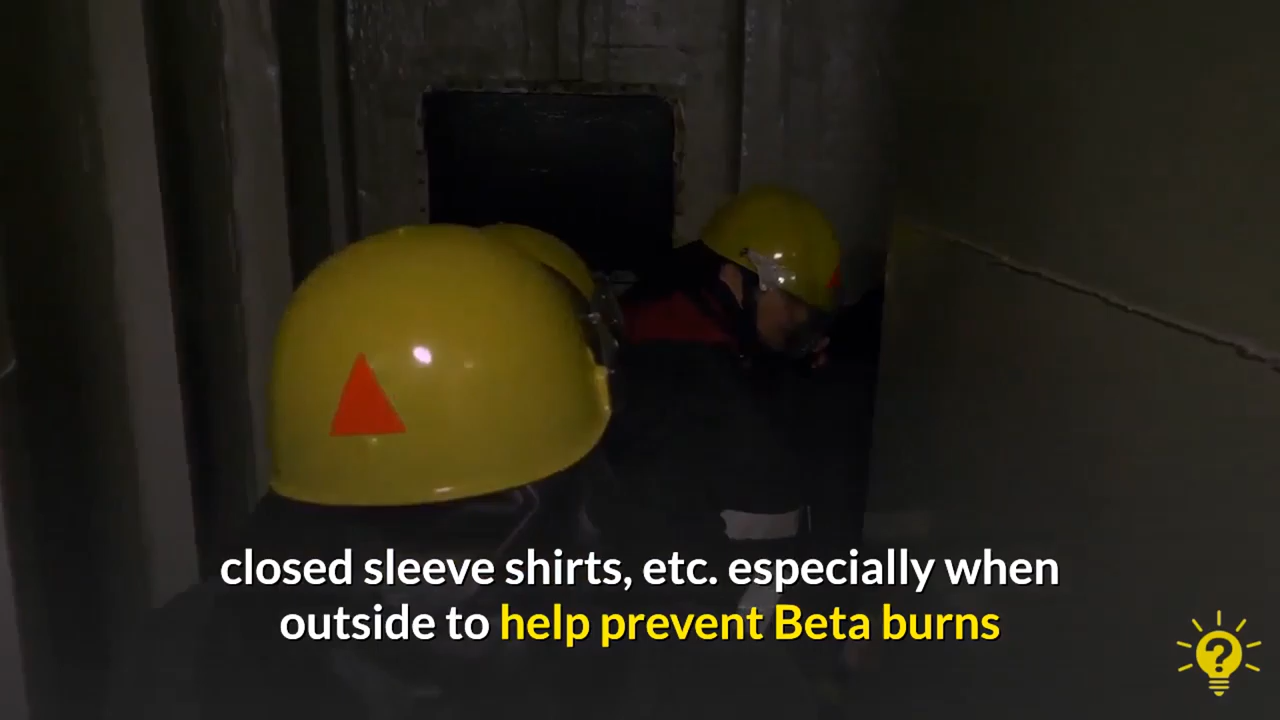 closed sleeve shirts, etc. especially when
outside to help prevent Beta burns
?